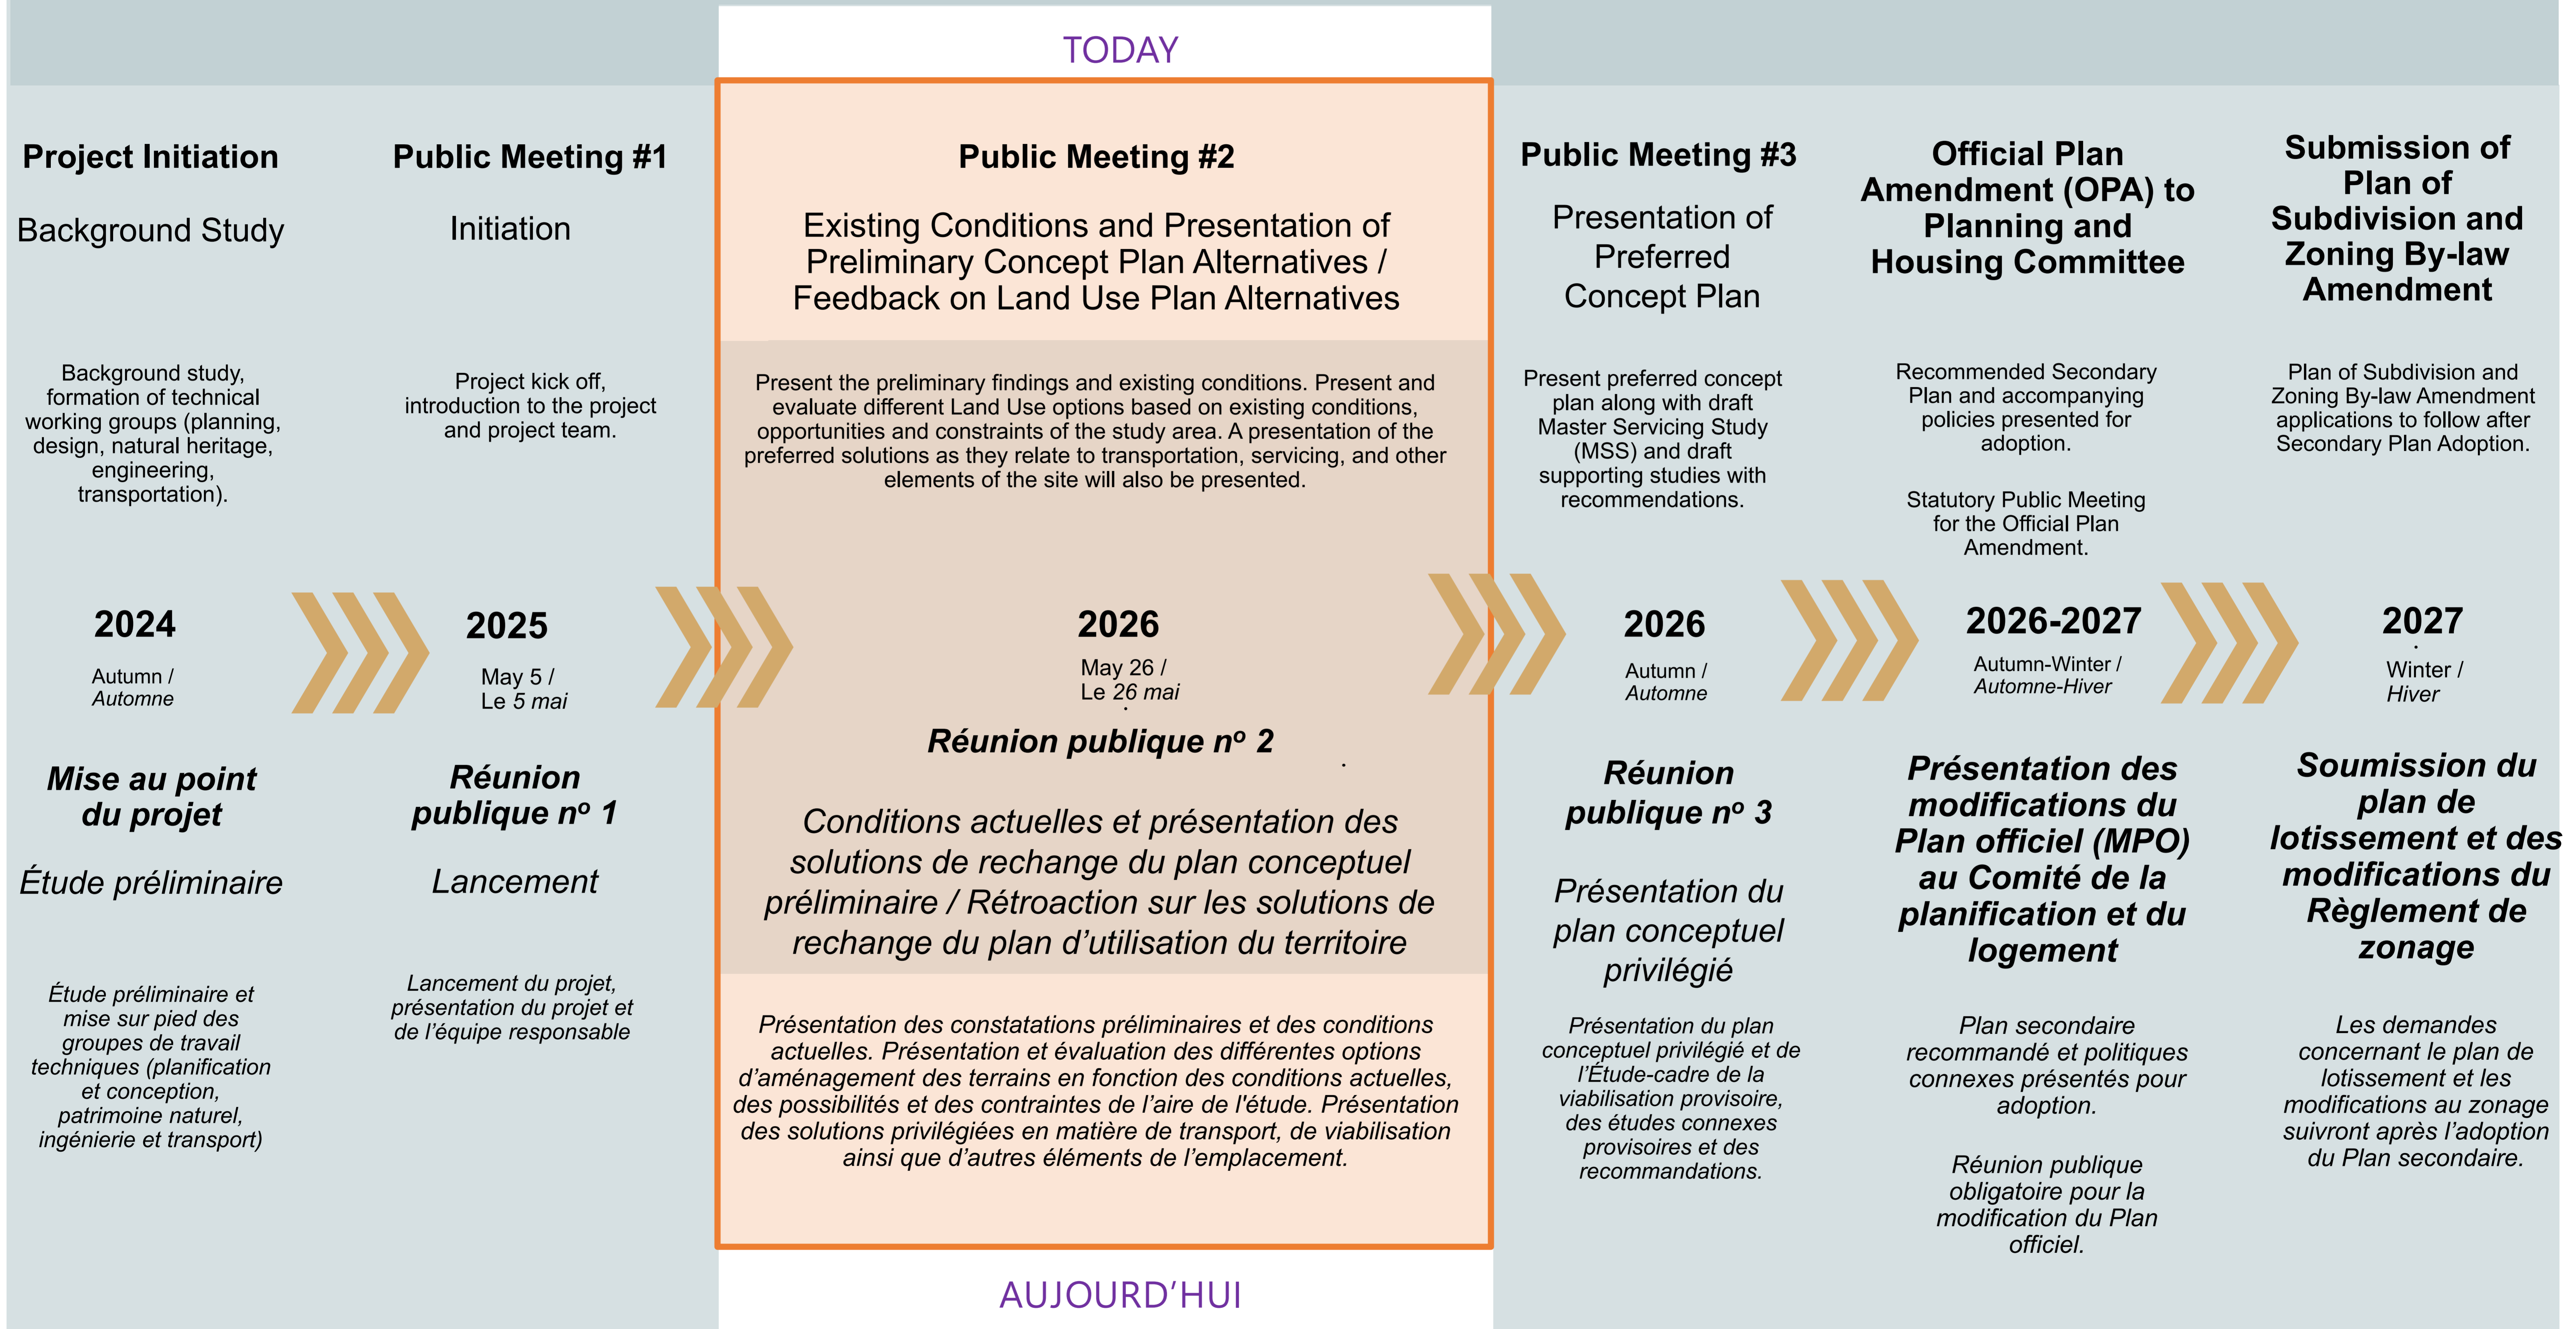 TODAY
Project Initiation
Background Study
Background study,
formation of technical
working groups (planning,
design, natural heritage,
engineering,
transportation).
2024
Autumn /
Automne
Mise au point
du projet
Étude préliminaire
Étude préliminaire et
mise sur pied des
groupes de travail
techniques (planification
et conception,
patrimoine naturel,
ingénierie et transport)
Public Meeting #1
Initiation
Project kick off,
introduction to the project
and project team.
2025
May 5 /
Le 5 mai
Réunion
publique nº 1
Lancement
Lancement du projet,
présentation du projet et
de l’équipe responsable
Public Meeting #2
Existing Conditions and Presentation of
Preliminary Concept Plan Alternatives /
Feedback on Land Use Plan Alternatives
Present the preliminary findings and existing conditions. Present and
evaluate different Land Use options based on existing conditions,
opportunities and constraints of the study area. A presentation of the
preferred solutions as they relate to transportation, servicing, and other
elements of the site will also be presented.
2026
May 26 /
Le 26 mai
Réunion publique nº 2
Conditions actuelles et présentation des
solutions de rechange du plan conceptuel
préliminaire / Rétroaction sur les solutions de
rechange du plan d’utilisation du territoire
Présentation des constatations préliminaires et des conditions
actuelles. Présentation et évaluation des différentes options
d’aménagement des terrains en fonction des conditions actuelles,
des possibilités et des contraintes de l’aire de l'étude. Présentation
des solutions privilégiées en matière de transport, de viabilisation
ainsi que d’autres éléments de l’emplacement.
Public Meeting #3
Presentation of
Preferred
Concept Plan
Present preferred concept
plan along with draft
Master Servicing Study
(MSS) and draft
supporting studies with
recommendations.
2026
Autumn /
Automne
Réunion
publique nº 3
Présentation du
plan conceptuel
privilégié
Présentation du plan
conceptuel privilégié et de
l’Étude-cadre de la
viabilisation provisoire,
des études connexes
provisoires et des
recommandations.
Official Plan
Amendment (OPA) to
Planning and
Housing Committee
Recommended Secondary
Plan and accompanying
policies presented for
adoption.
Statutory Public Meeting
for the Official Plan
Amendment.
2026-2027
Autumn-Winter /
Automne-Hiver
Présentation des
modifications du
Plan officiel (MPO)
au Comité de la
planification et du
logement
Plan secondaire
recommandé et politiques
connexes présentés pour
adoption.
Réunion publique
obligatoire pour la
modification du Plan
officiel.
Submission of
Plan of
Subdivision and
Zoning By-law
Amendment
Plan of Subdivision and
Zoning By-law Amendment
applications to follow after
Secondary Plan Adoption.
2027
Winter /
Hiver
Soumission du
plan de
lotissement et des
modifications du
Règlement de
zonage
Les demandes
concernant le plan de
lotissement et les
modifications au zonage
suivront après l’adoption
du Plan secondaire.
AUJOURD’HUI